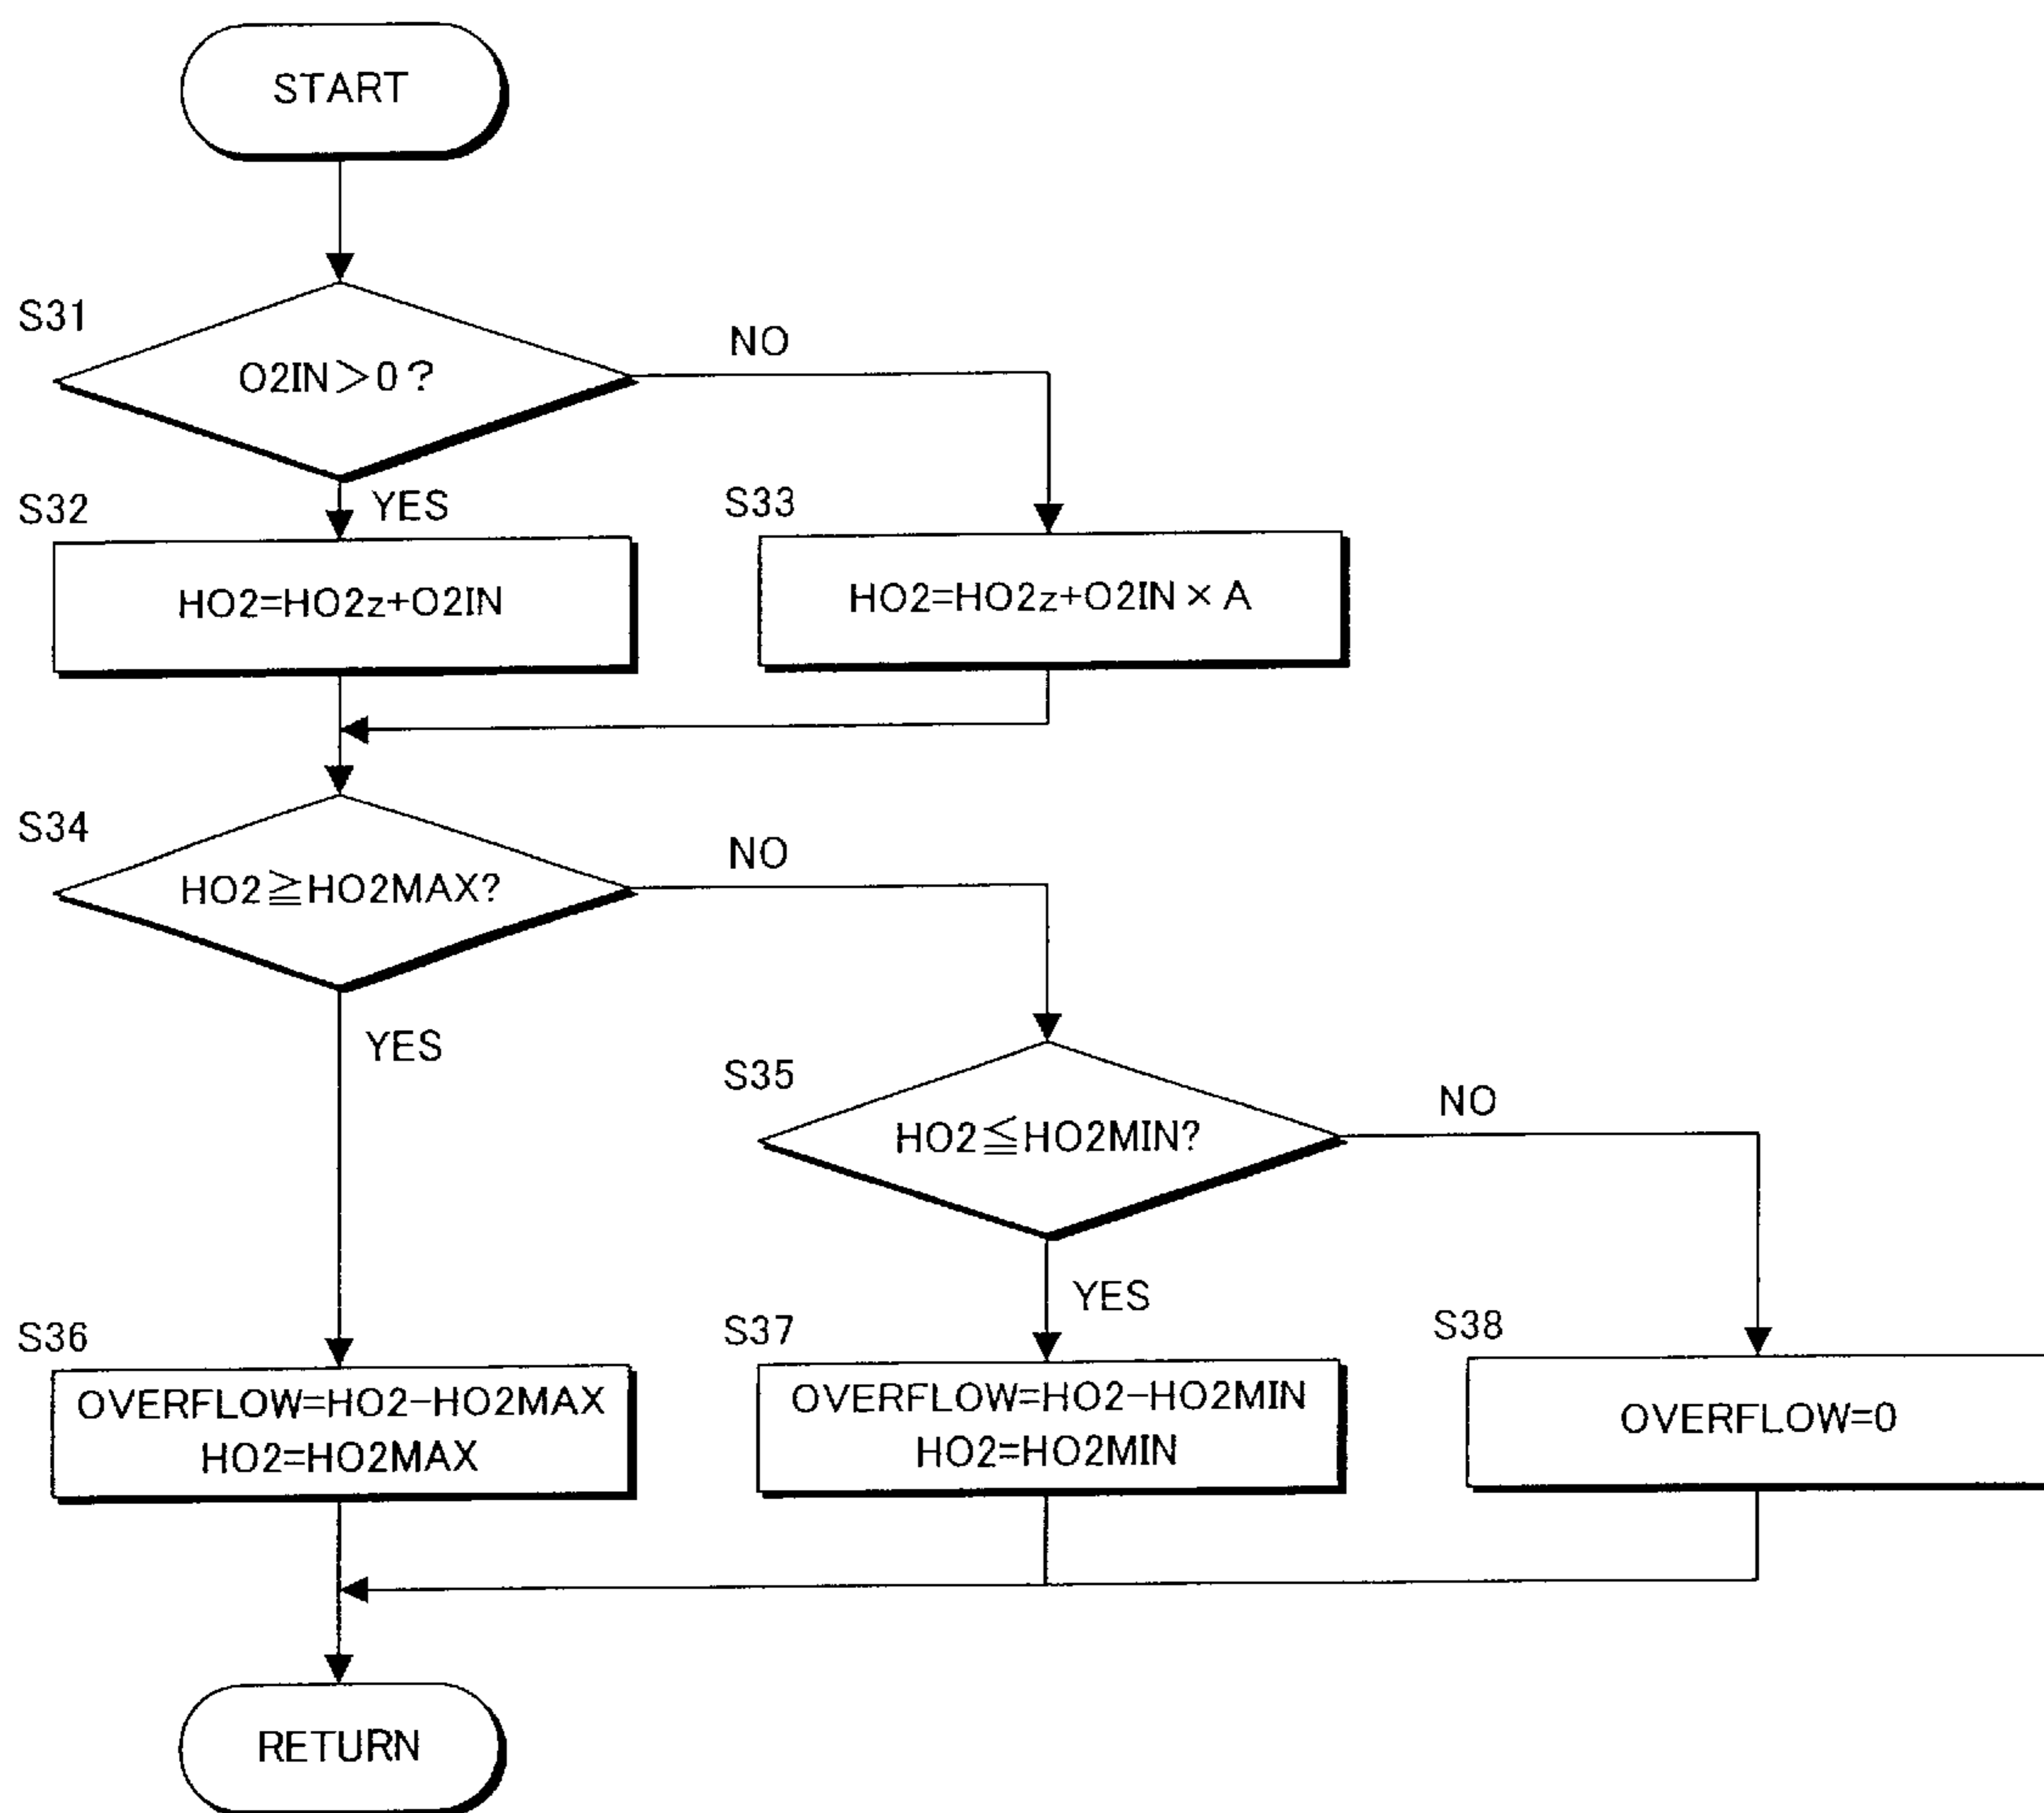 START
S31
O2IN＞0?
NO
YES
S32
HO2=HO2z+O2IN
S33
HO2=HO2z+O2IN×A
S34
HO2≧HO2MAX?
NO
YES
S35
HO2≦HO2MIN?
NO
YES
S36
OVERFLOW=HO2-HO2MAX
HO2=HO2MAX
S37
OVERFLOW=HO2-HO2MIN
HO2=HO2MIN
S38
OVERFLOW=0
RETURN